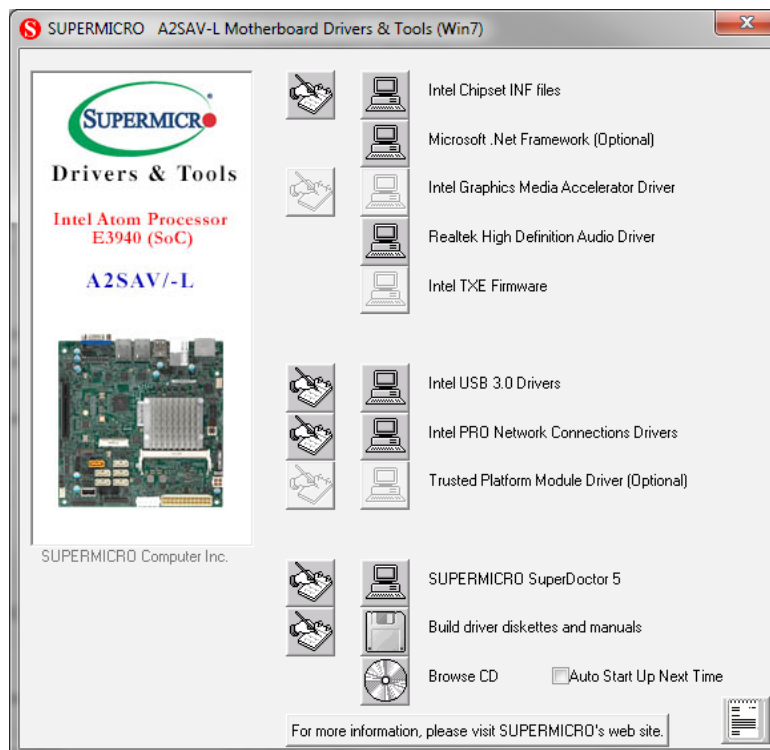 SUPERMICRO A2SAV-L Motherboard Drivers & Tools (Win7)
SUPERMICRO
Drivers & Tools
Intel Atom Processor
E3940 (SoC)
A2SAV/-L
SUPERMICRO Computer Inc.
Intel Chipset INF files
Microsoft .Net Framework (Optional)
Intel Graphics Media Accelerator Driver
Realtek High Definition Audio Driver
Intel TXE Firmware
Intel USB 3.0 Drivers
Intel PRO Network Connections Drivers
Trusted Platform Module Driver (Optional)
SUPERMICRO SuperDoctor 5
Build driver diskettes and manuals
Browse CD
Auto Start Up Next Time
For more information, please visit SUPERMICRO's web site.